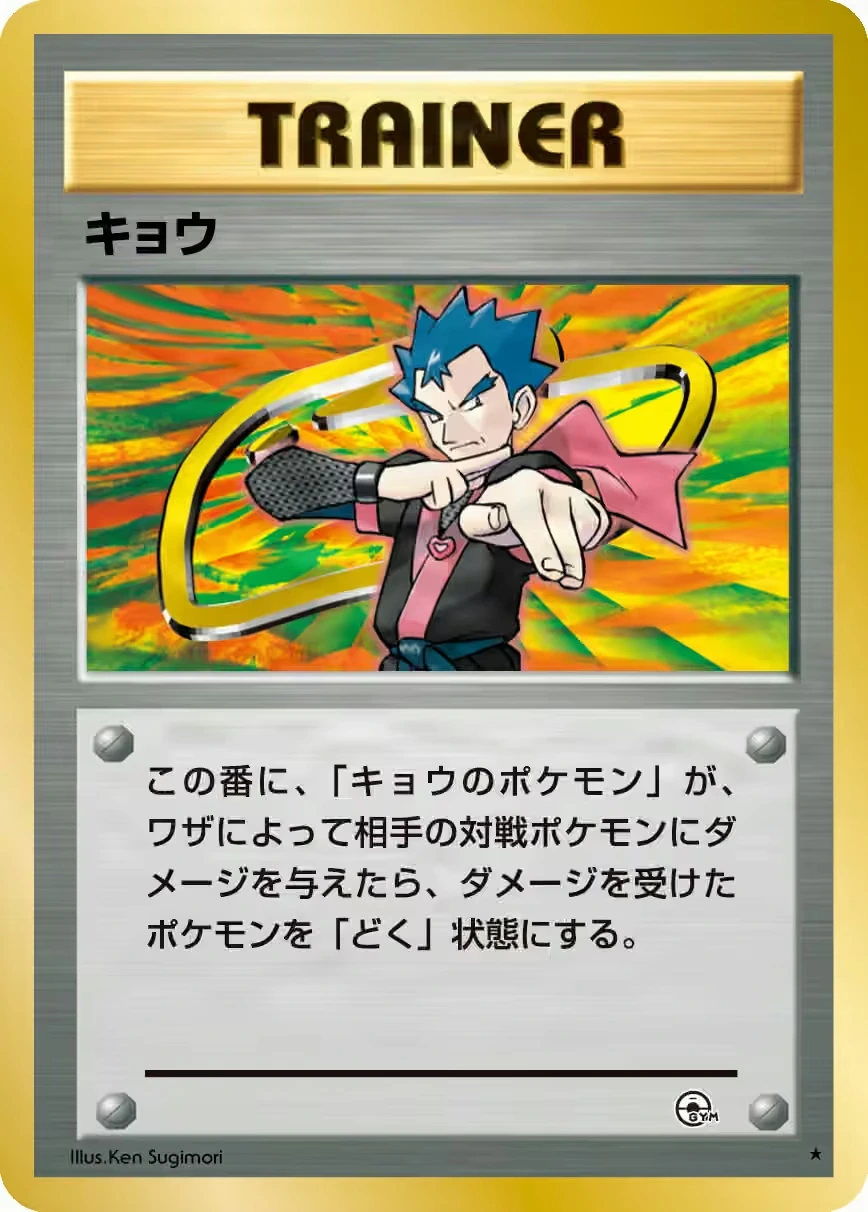 TRAINER
キョウ
この番に、「キョウのポケモン」が、
ワザによって相手の対戦ポケモンにダ
メージを与えたら、ダメージを受けた
ポケモンを「どく」状態にする。
GYM
Illus.Ken Sugimori
★